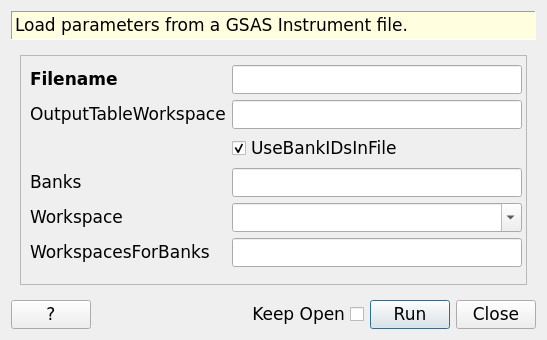 Load parameters from a GSAS Instrument file.
Filename
OutputTableWorkspace
UseBankIDsInFile
Banks
Workspace
WorkspacesForBanks
? Keep Open Run Close